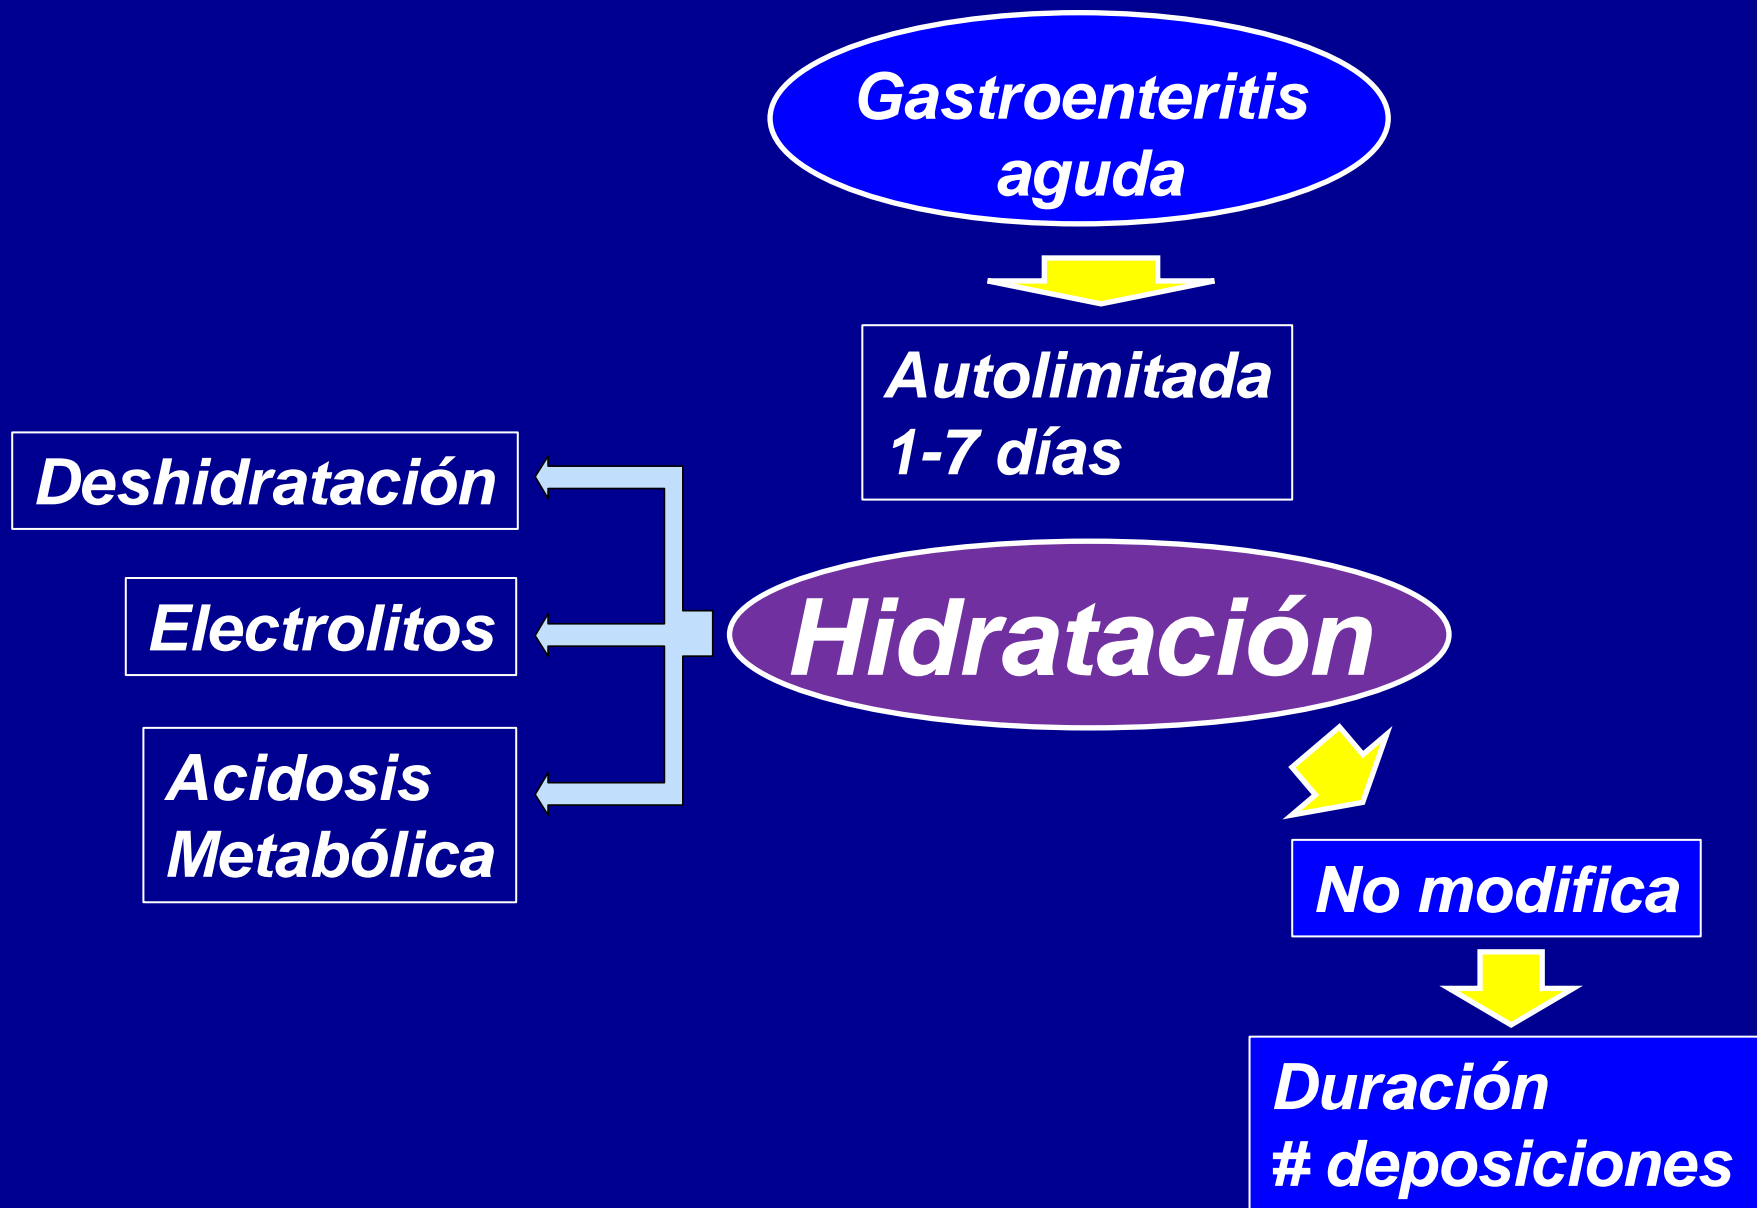 Gastroenteritis
aguda
Autolimitada
1-7 días
Deshidratación
Electrolitos
Acidosis
Metabólica
Hidratación
No modifica
Duración
# deposiciones